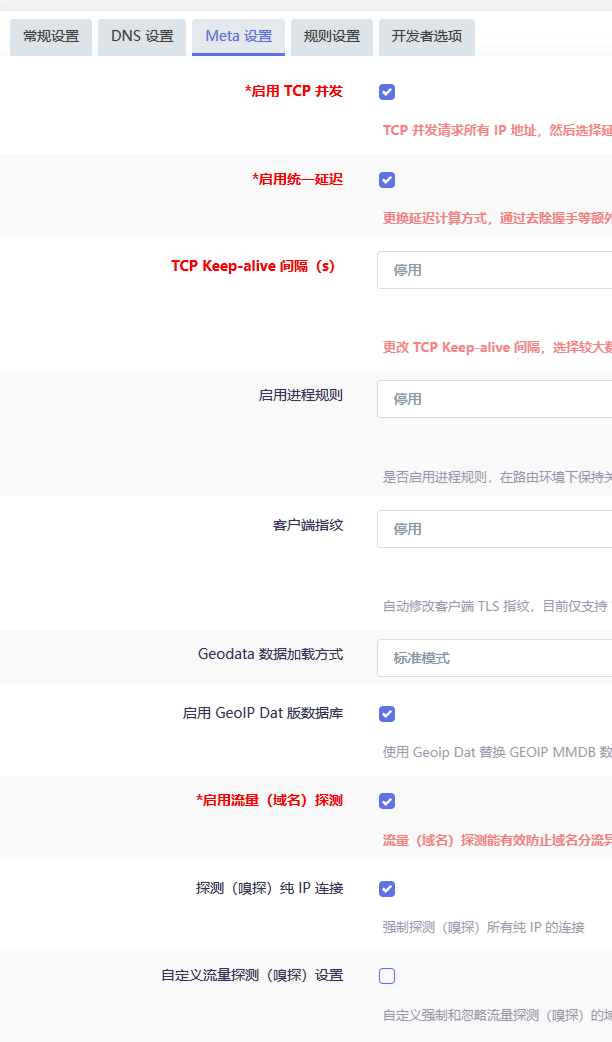 常规设置 DNS 设置 Meta 设置 规则设置 开发者选项
*启用 TCP 并发
TCP 并发请求所有 IP 地址，然后选择延
*启用统一延迟
更换延迟计算方式，通过去除握手等额外
TCP Keep-alive 间隔（s）
停用
更改 TCP Keep-alive 间隔，选择较大数
启用进程规则
停用
是否启用进程规则，在路由环境下保持关
客户端指纹
停用
自动修改客户端 TLS 指纹，目前仅支持
Geodata 数据加载方式
标准模式
启用 GeoIP Dat 版数据库
使用 Geoip Dat 替换 GEOIP MMDB 数
*启用流量（域名）探测
流量（域名）探测能有效防止域名分流异
探测（嗅探）纯 IP 连接
强制探测（嗅探）所有纯 IP 的连接
自定义流量探测（嗅探）设置
自定义强制和忽略流量探测（嗅探）的域